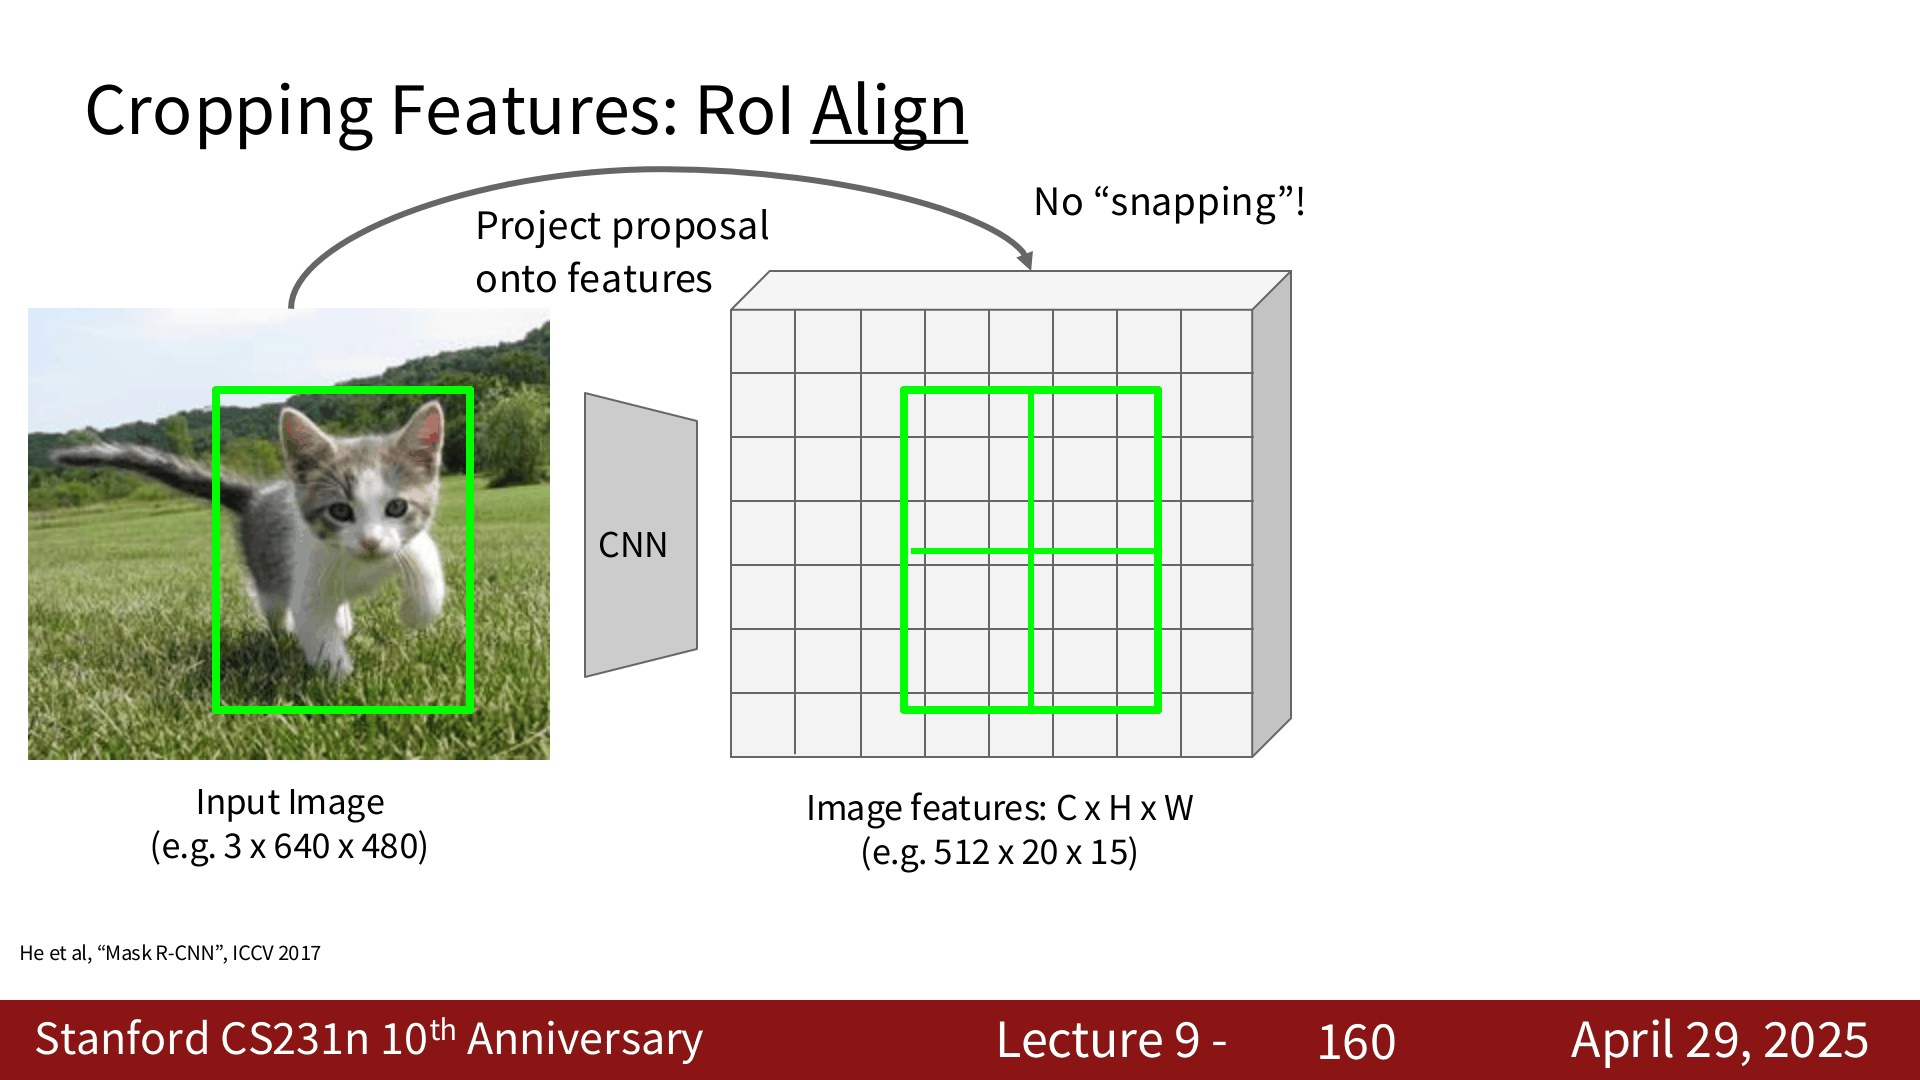 Cropping Features: RoI Align
No “snapping”!
Project proposal
onto features
CNN
Input Image
(e.g. 3 x 640 x 480)
Image features: C x H x W
(e.g. 512 x 20 x 15)
He et al, “Mask R-CNN”, ICCV 2017
Stanford CS231n 10th Anniversary
Lecture 9 - 160
April 29, 2025